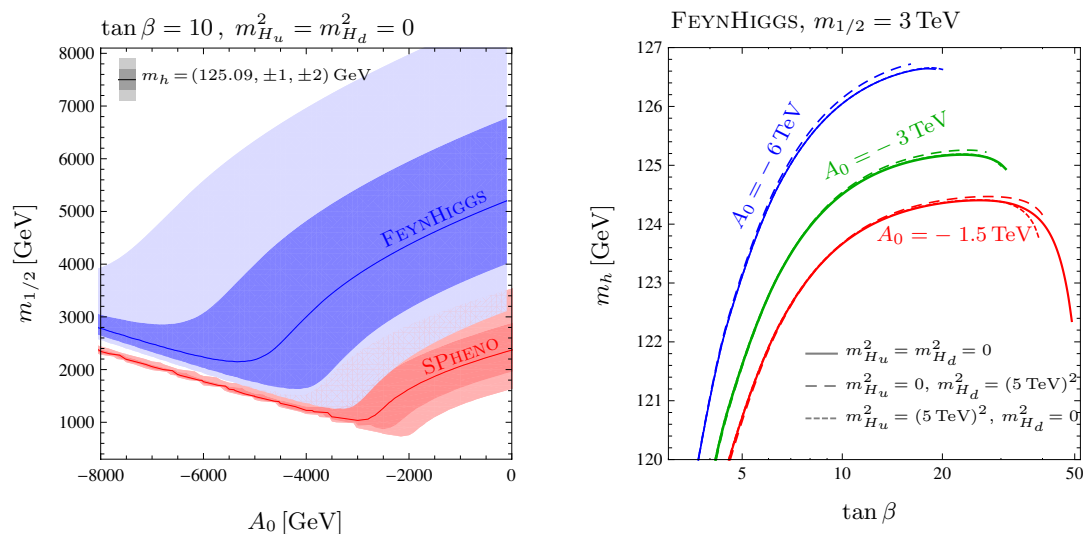 tan β = 10 , m²_{H_u} = m²_{H_d} = 0
m_h = (125.09, ±1, ±2) GeV
8000
7000
6000
5000
4000
3000
2000
1000
m_{1/2} [GeV]
FEYNHIGGS
SPHENO
−8000 −6000 −4000 −2000 0
A_0 [GeV]
FEYNHIGGS, m_{1/2} = 3 TeV
127
126
125
124
123
122
121
120
m_h [GeV]
A_0 = − 6 TeV
A_0 = − 3 TeV
A_0 = − 1.5 TeV
m²_{H_u} = m²_{H_d} = 0
m²_{H_u} = 0, m²_{H_d} = (5 TeV)²
m²_{H_u} = (5 TeV)², m²_{H_d} = 0
5 10 20 50
tan β